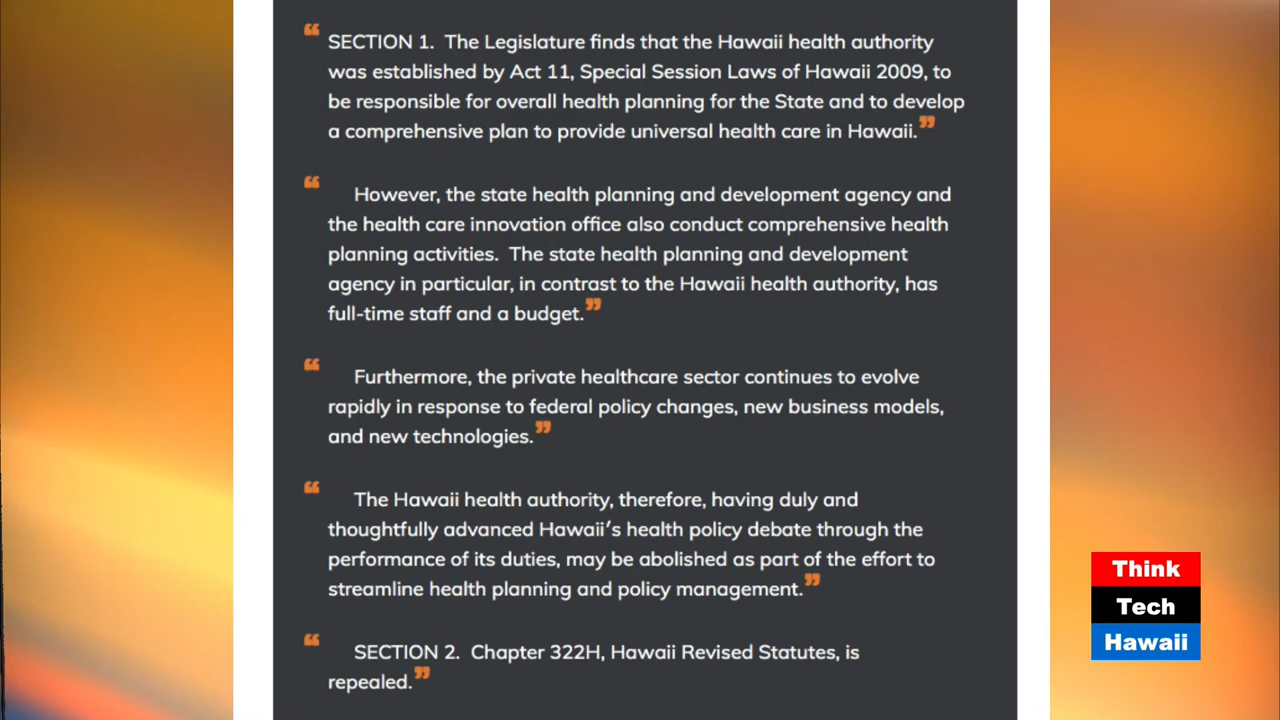 “ SECTION 1. The Legislature finds that the Hawaii health authority
was established by Act 11, Special Session Laws of Hawaii 2009, to
be responsible for overall health planning for the State and to develop
a comprehensive plan to provide universal health care in Hawaii.”
“ However, the state health planning and development agency and
the health care innovation office also conduct comprehensive health
planning activities. The state health planning and development
agency in particular, in contrast to the Hawaii health authority, has
full-time staff and a budget.”
“ Furthermore, the private healthcare sector continues to evolve
rapidly in response to federal policy changes, new business models,
and new technologies.”
“ The Hawaii health authority, therefore, having duly and
thoughtfully advanced Hawaii's health policy debate through the
performance of its duties, may be abolished as part of the effort to
streamline health planning and policy management.”
“ SECTION 2. Chapter 322H, Hawaii Revised Statutes, is
repealed.”
Think
Tech
Hawaii